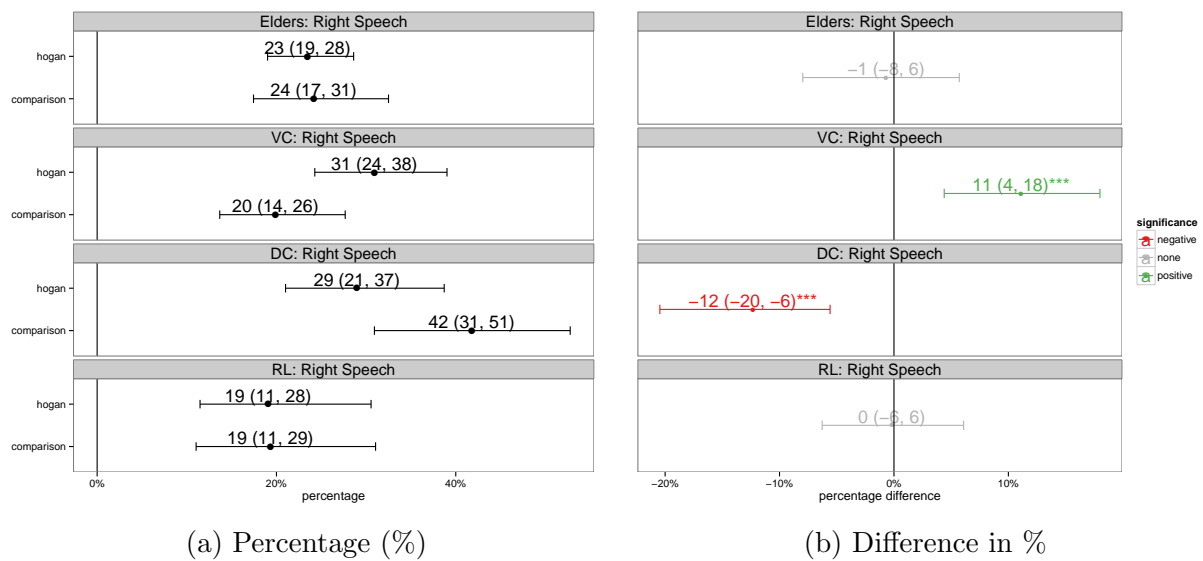 Elders: Right Speech
hogan
23 (19, 28)
comparison
24 (17, 31)
VC: Right Speech
hogan
31 (24, 38)
comparison
20 (14, 26)
DC: Right Speech
hogan
29 (21, 37)
comparison
42 (31, 51)
RL: Right Speech
hogan
19 (11, 28)
comparison
19 (11, 29)
0%
20%
40%
percentage
(a) Percentage (%)
Elders: Right Speech
−1 (−8, 6)
VC: Right Speech
11 (4, 18)***
DC: Right Speech
−12 (−20, −6)***
RL: Right Speech
0 (−6, 6)
−20%
−10%
0%
10%
percentage difference
(b) Difference in %
significance
a negative
a none
a positive